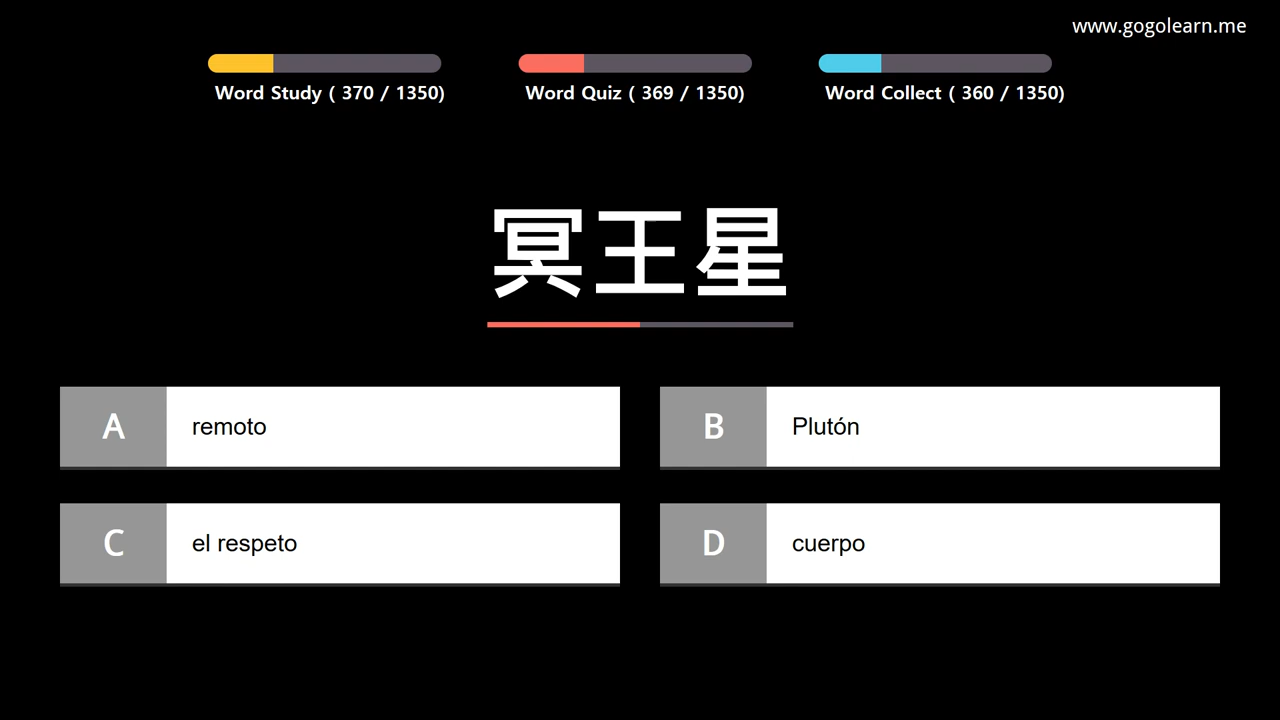 www.gogolearn.me
Word Study ( 370 / 1350)
Word Quiz ( 369 / 1350)
Word Collect ( 360 / 1350)
冥王星
A remoto
B Plutón
C el respeto
D cuerpo